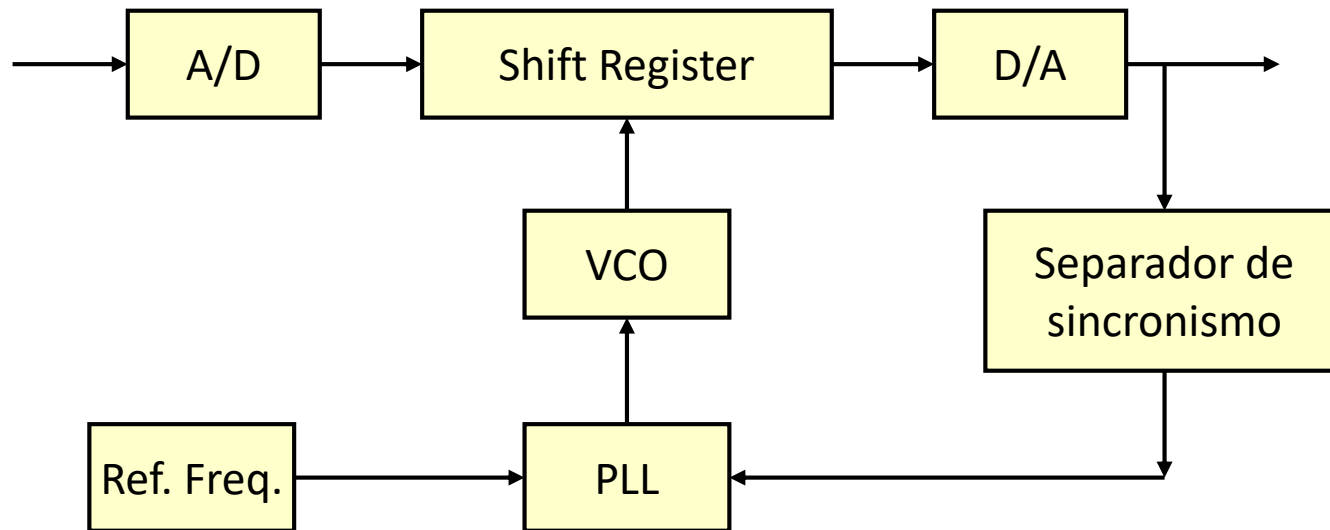 A/D
Shift Register
D/A
VCO
Separador de
sincronismo
Ref. Freq.
PLL